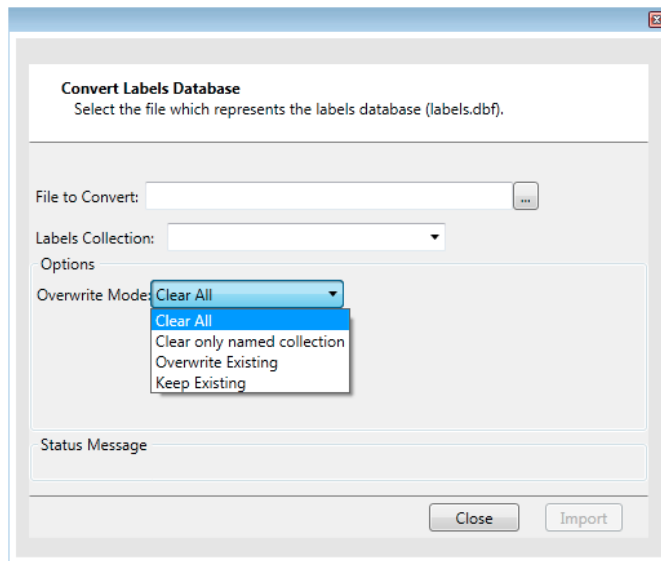 Convert Labels Database
Select the file which represents the labels database (labels.dbf).
File to Convert:
...
Labels Collection:
Options
Overwrite Mode: Clear All
Clear All
Clear only named collection
Overwrite Existing
Keep Existing
Status Message
Close Import